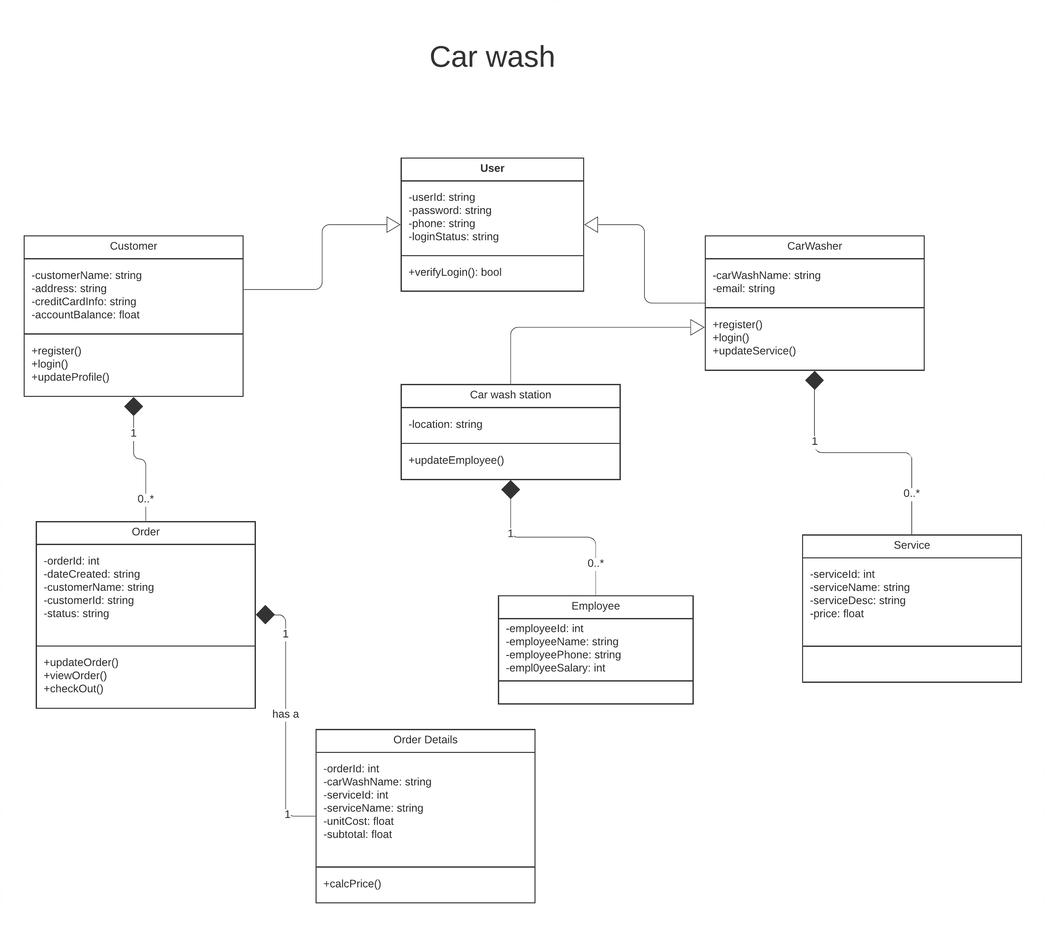 Car wash
User
-userId: string
-password: string
-phone: string
-loginStatus: string
+verifyLogin(): bool
Customer
-customerName: string
-address: string
-creditCardInfo: string
-accountBalance: float
+register()
+login()
+updateProfile()
CarWasher
-carWashName: string
-email: string
+register()
+login()
+updateService()
Car wash station
-location: string
+updateEmployee()
1
0..*
1
0..*
1
0..*
Order
-orderId: int
-dateCreated: string
-customerName: string
-customerId: string
-status: string
+updateOrder()
+viewOrder()
+checkOut()
Employee
-employeeId: int
-employeeName: string
-employeePhone: string
-empl0yeeSalary: int
Service
-serviceId: int
-serviceName: string
-serviceDesc: string
-price: float
1
has a
1
Order Details
-orderId: int
-carWashName: string
-serviceId: int
-serviceName: string
-unitCost: float
-subtotal: float
+calcPrice()